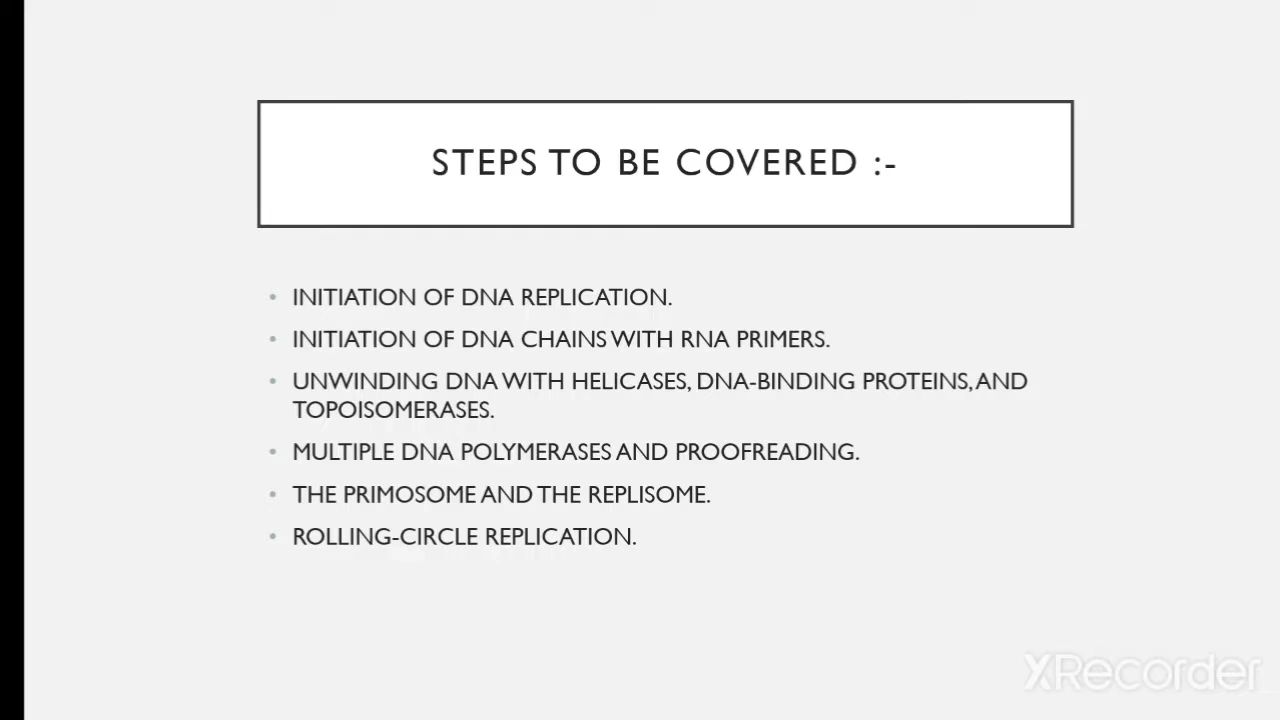 STEPS TO BE COVERED :-
• INITIATION OF DNA REPLICATION.
• INITIATION OF DNA CHAINS WITH RNA PRIMERS.
• UNWINDING DNA WITH HELICASES, DNA-BINDING PROTEINS, AND
TOPOISOMERASES.
• MULTIPLE DNA POLYMERASES AND PROOFREADING.
• THE PRIMOSOME AND THE REPLISOME.
• ROLLING-CIRCLE REPLICATION.
XRecorder